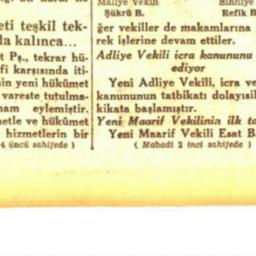 eti teşkil tek-
la kalınca...
t Pş., tekrar hü-
fi karşısında iti-
in yeni hükûmet
vareste tutulma-
nam eylemiştir.
netle ve hükûmet
hizmetlerin bir
4 üncü sahifede )
Maliye Vekili
Şükrü B.
Refik B
ğer vekiller de makamlarına
rek işlerine devam ettiler.
Adliye Vekili icra kanununu
ediyor
Yeni Adliye Vekili, icra ve
kanununun tatbikatı dolayısil
kikata başlamıştır.
Yeni Maarif Vekilinin ilk ta
Yeni Maarif Vekili Esat B.
( Mabadi 2 inci sahifede )